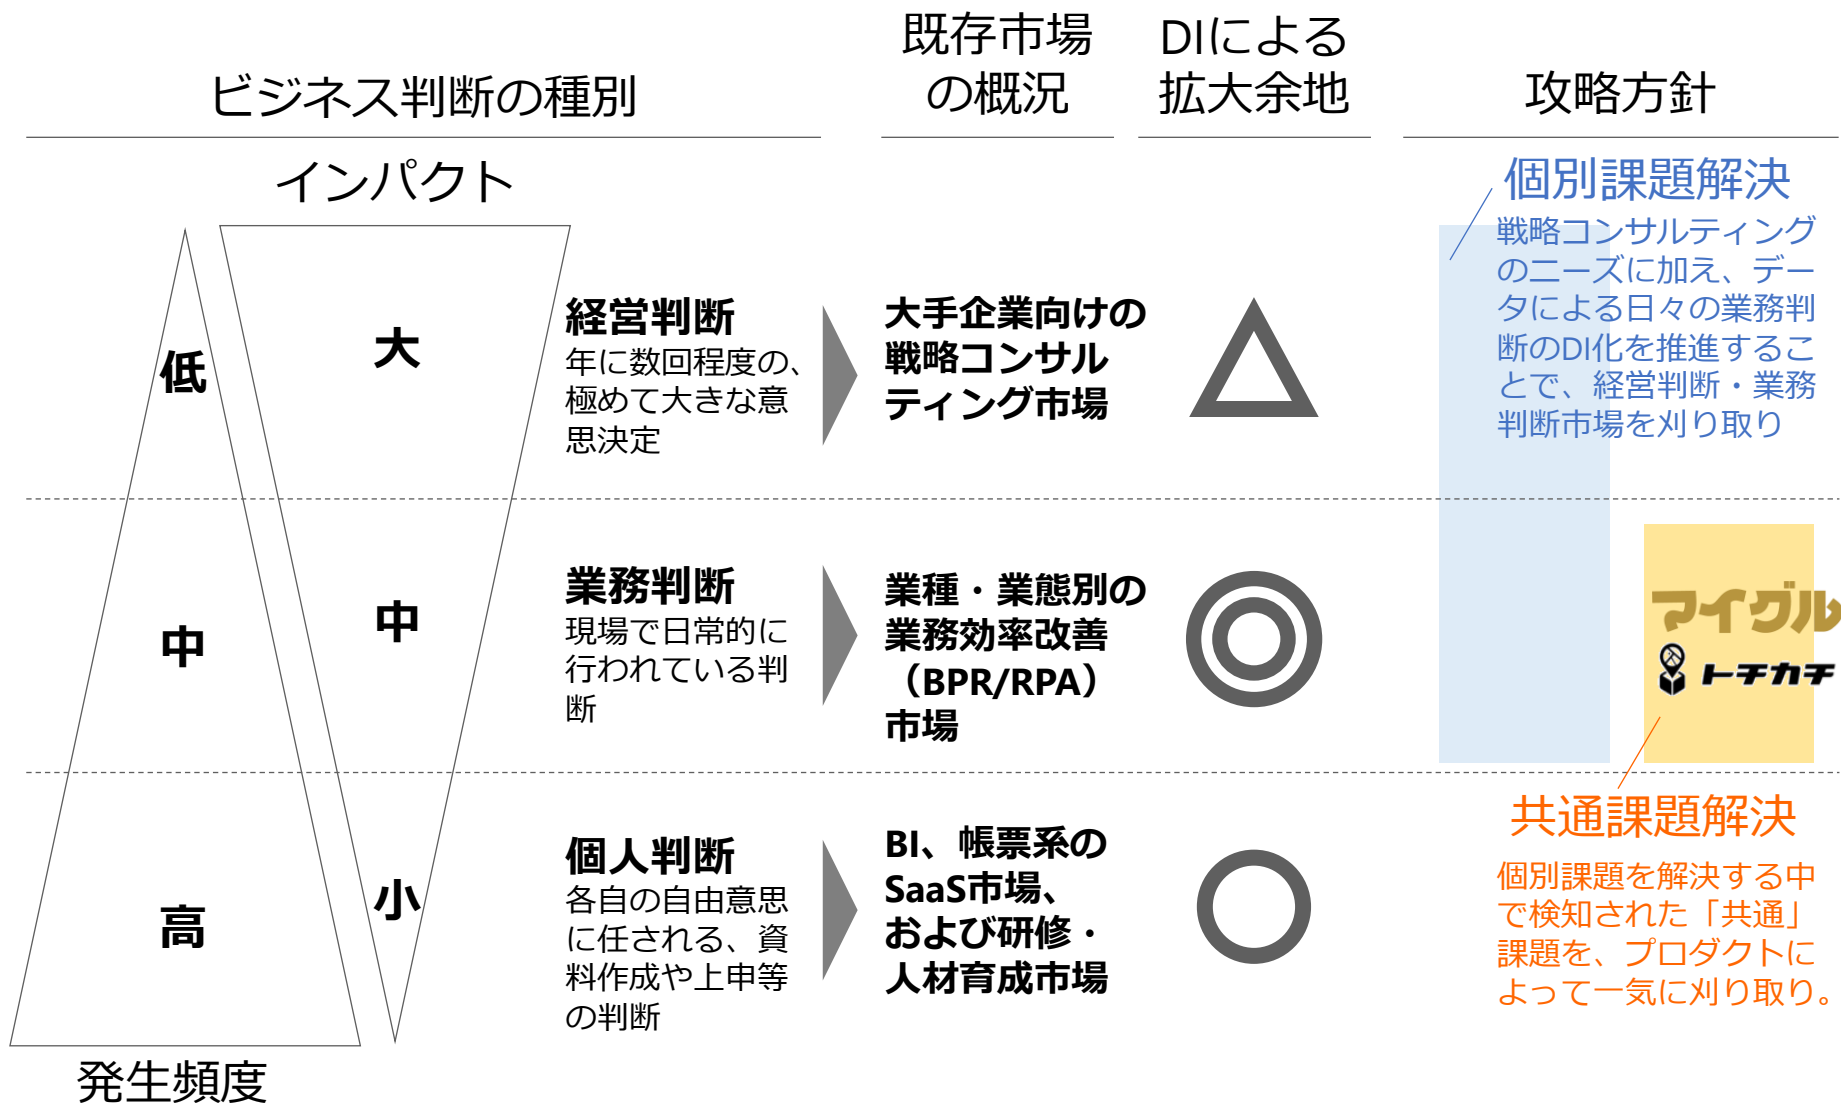 ビジネス判断の種別
既存市場
の概況
DIによる
拡大余地
攻略方針
インパクト
低
大
経営判断
年に数回程度の、
極めて大きな意
思決定
大手企業向けの
戦略コンサル
ティング市場
個別課題解決
戦略コンサルティング
のニーズに加え、デー
タによる日々の業務判
断のDI化を推進するこ
とで、経営判断・業務
判断市場を刈り取り
中
中
業務判断
現場で日常的に
行われている判
断
業種・業態別の
業務効率改善
（BPR/RPA）
市場
マイグル
トチカチ
高
小
個人判断
各自の自由意思
に任される、資
料作成や上申等
の判断
BI、帳票系の
SaaS市場、
および研修・
人材育成市場
共通課題解決
個別課題を解決する中
で検知された「共通」
課題を、プロダクトに
よって一気に刈り取り。
発生頻度